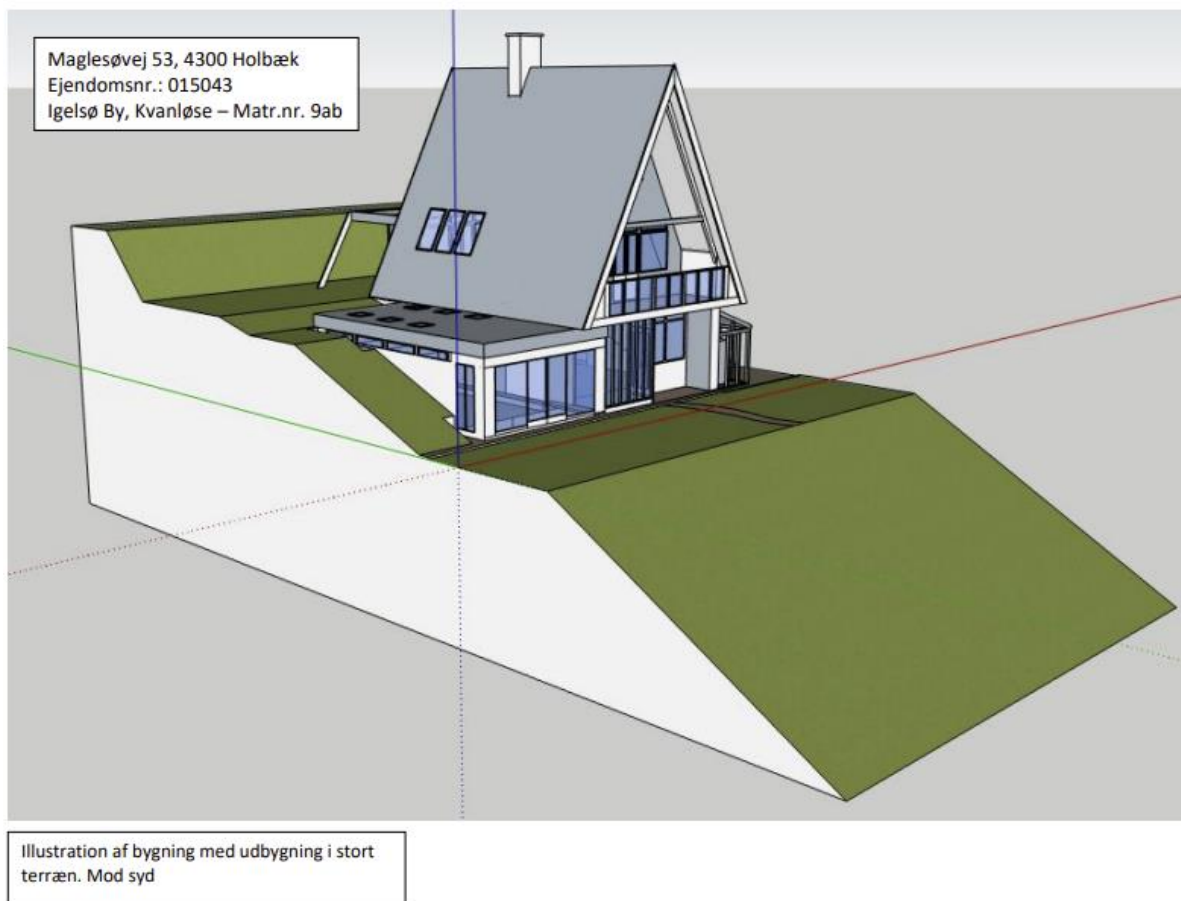 Maglesøvej 53, 4300 Holbæk
Ejendomsnr.: 015043
Igelsø By, Kvanløse – Matr.nr. 9ab
Illustration af bygning med udbygning i stort
terræn. Mod syd